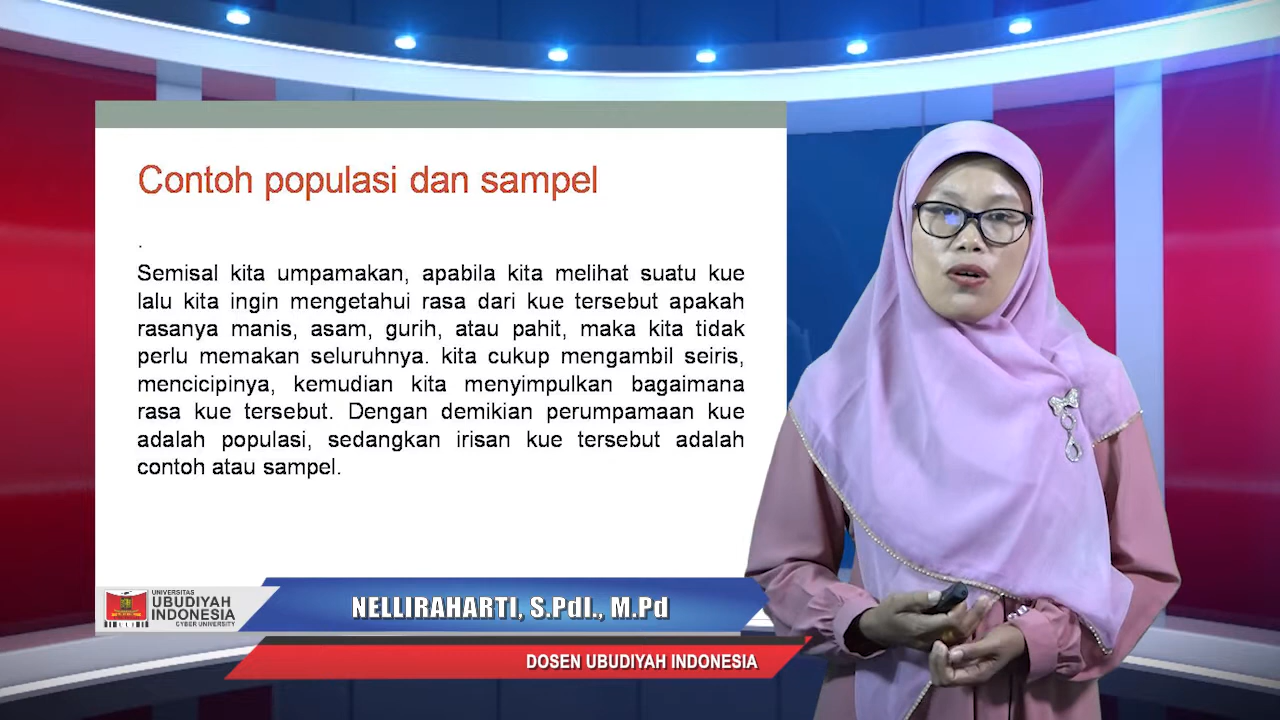 Contoh populasi dan sampel
.
Semisal kita umpamakan, apabila kita melihat suatu kue
lalu kita ingin mengetahui rasa dari kue tersebut apakah
rasanya manis, asam, gurih, atau pahit, maka kita tidak
perlu memakan seluruhnya. kita cukup mengambil seiris,
mencicipinya, kemudian kita menyimpulkan bagaimana
rasa kue tersebut. Dengan demikian perumpamaan kue
adalah populasi, sedangkan irisan kue tersebut adalah
contoh atau sampel.
UNIVERSITAS
UBUDIYAH
INDONESIA
CYBER UNIVERSITY
NELLIRAHARTI, S.PdI., M.Pd
DOSEN UBUDIYAH INDONESIA